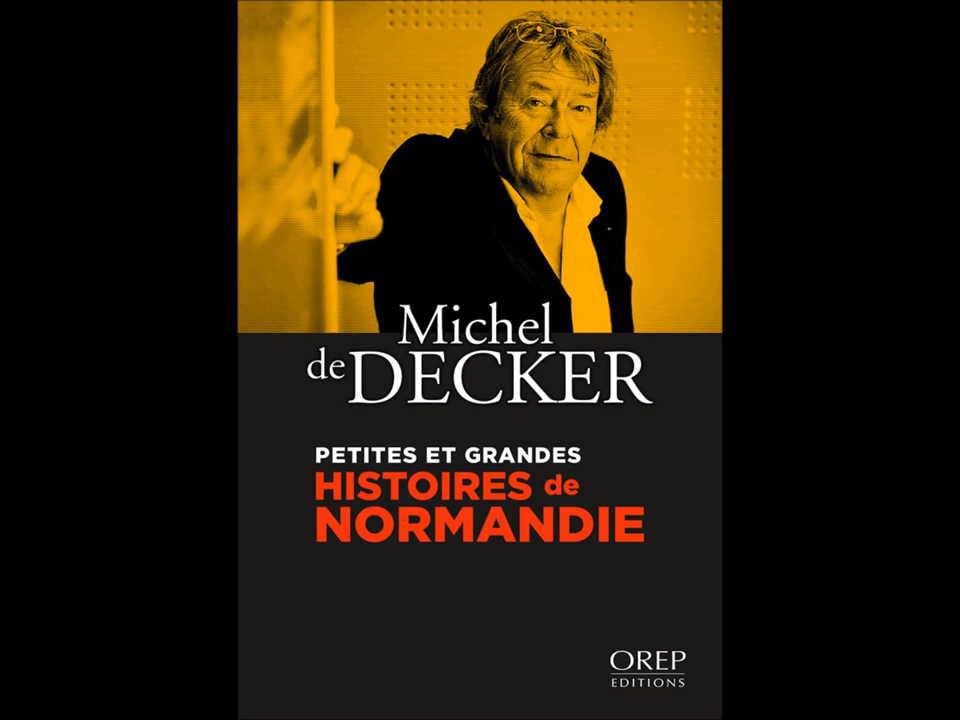 Michel
de DECKER
PETITES ET GRANDES
HISTOIRES de
NORMANDIE
OREP
EDITIONS